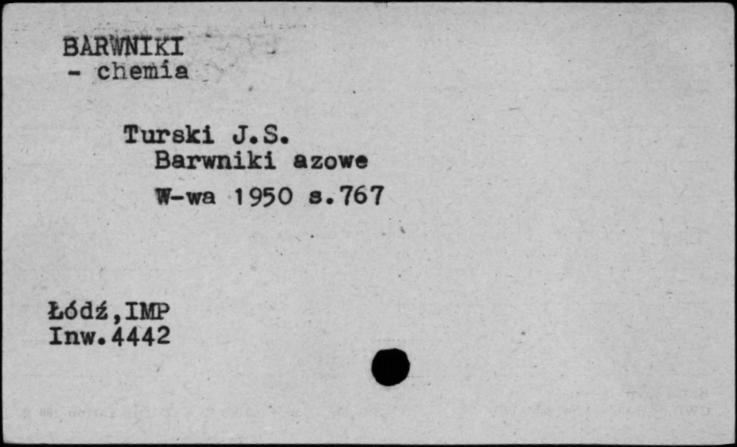 BARWNIKI
- chemia
Turski J.S.
Barwniki azowe
W-wa 1950 s.767
Łódź,IMP
Inw.4442